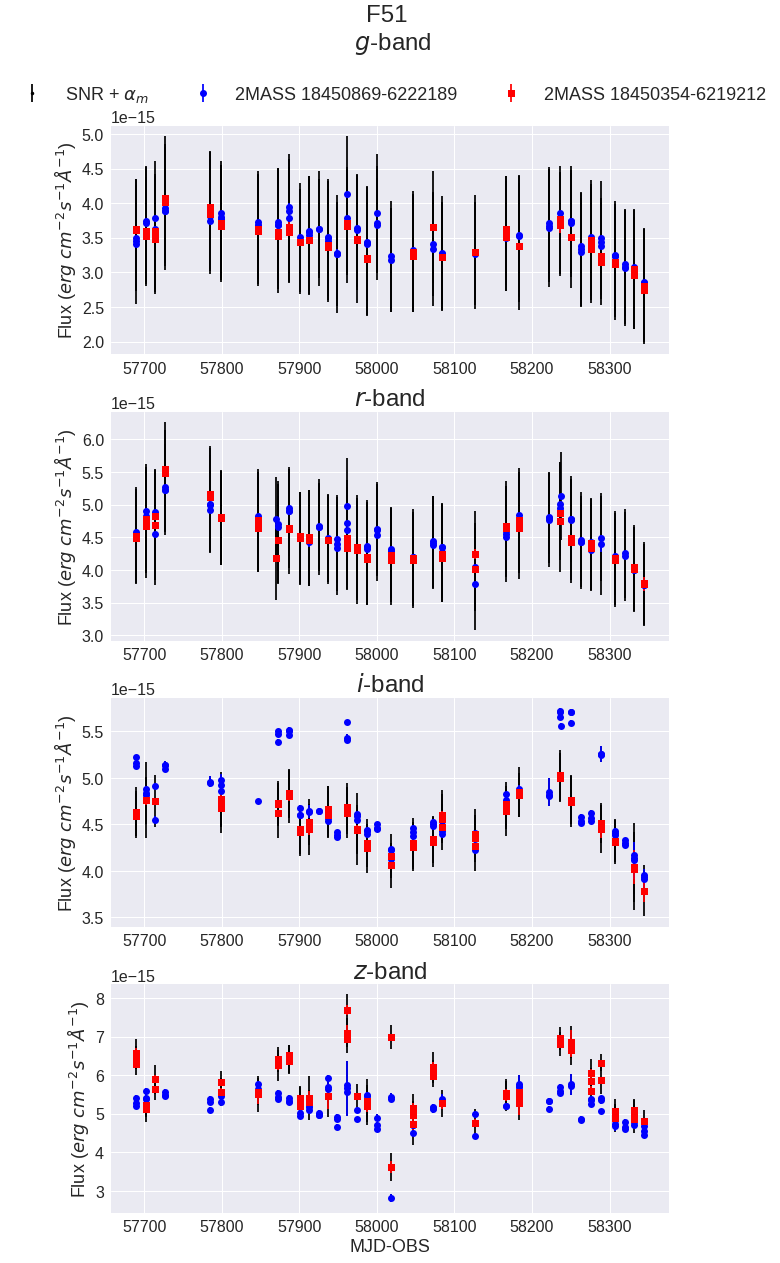 F51
g-band
SNR + αₘ 2MASS 18450869-6222189 2MASS 18450354-6219212
1e−15
Flux (erg cm⁻²s⁻¹Å⁻¹)
5.0
4.5
4.0
3.5
3.0
2.5
2.0
57700 57800 57900 58000 58100 58200 58300
r-band
1e−15
Flux (erg cm⁻²s⁻¹Å⁻¹)
6.0
5.5
5.0
4.5
4.0
3.5
3.0
57700 57800 57900 58000 58100 58200 58300
i-band
1e−15
Flux (erg cm⁻²s⁻¹Å⁻¹)
5.5
5.0
4.5
4.0
3.5
57700 57800 57900 58000 58100 58200 58300
z-band
1e−15
Flux (erg cm⁻²s⁻¹Å⁻¹)
8
7
6
5
4
3
57700 57800 57900 58000 58100 58200 58300
MJD-OBS